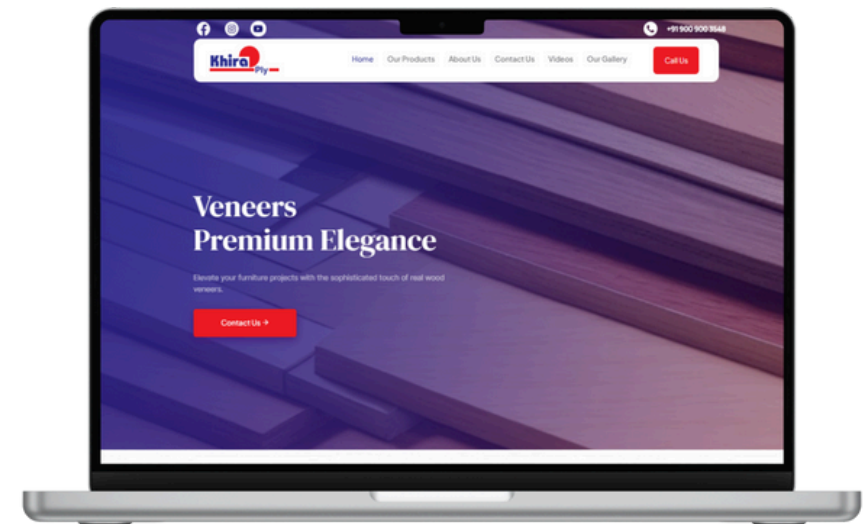 +91 900 900 3548
Khira
Ply
Home Our Products About Us Contact Us Videos Our Gallery Call Us
Veneers
Premium Elegance
Elevate your furniture projects with the sophisticated touch of real wood
veneers.
Contact Us →